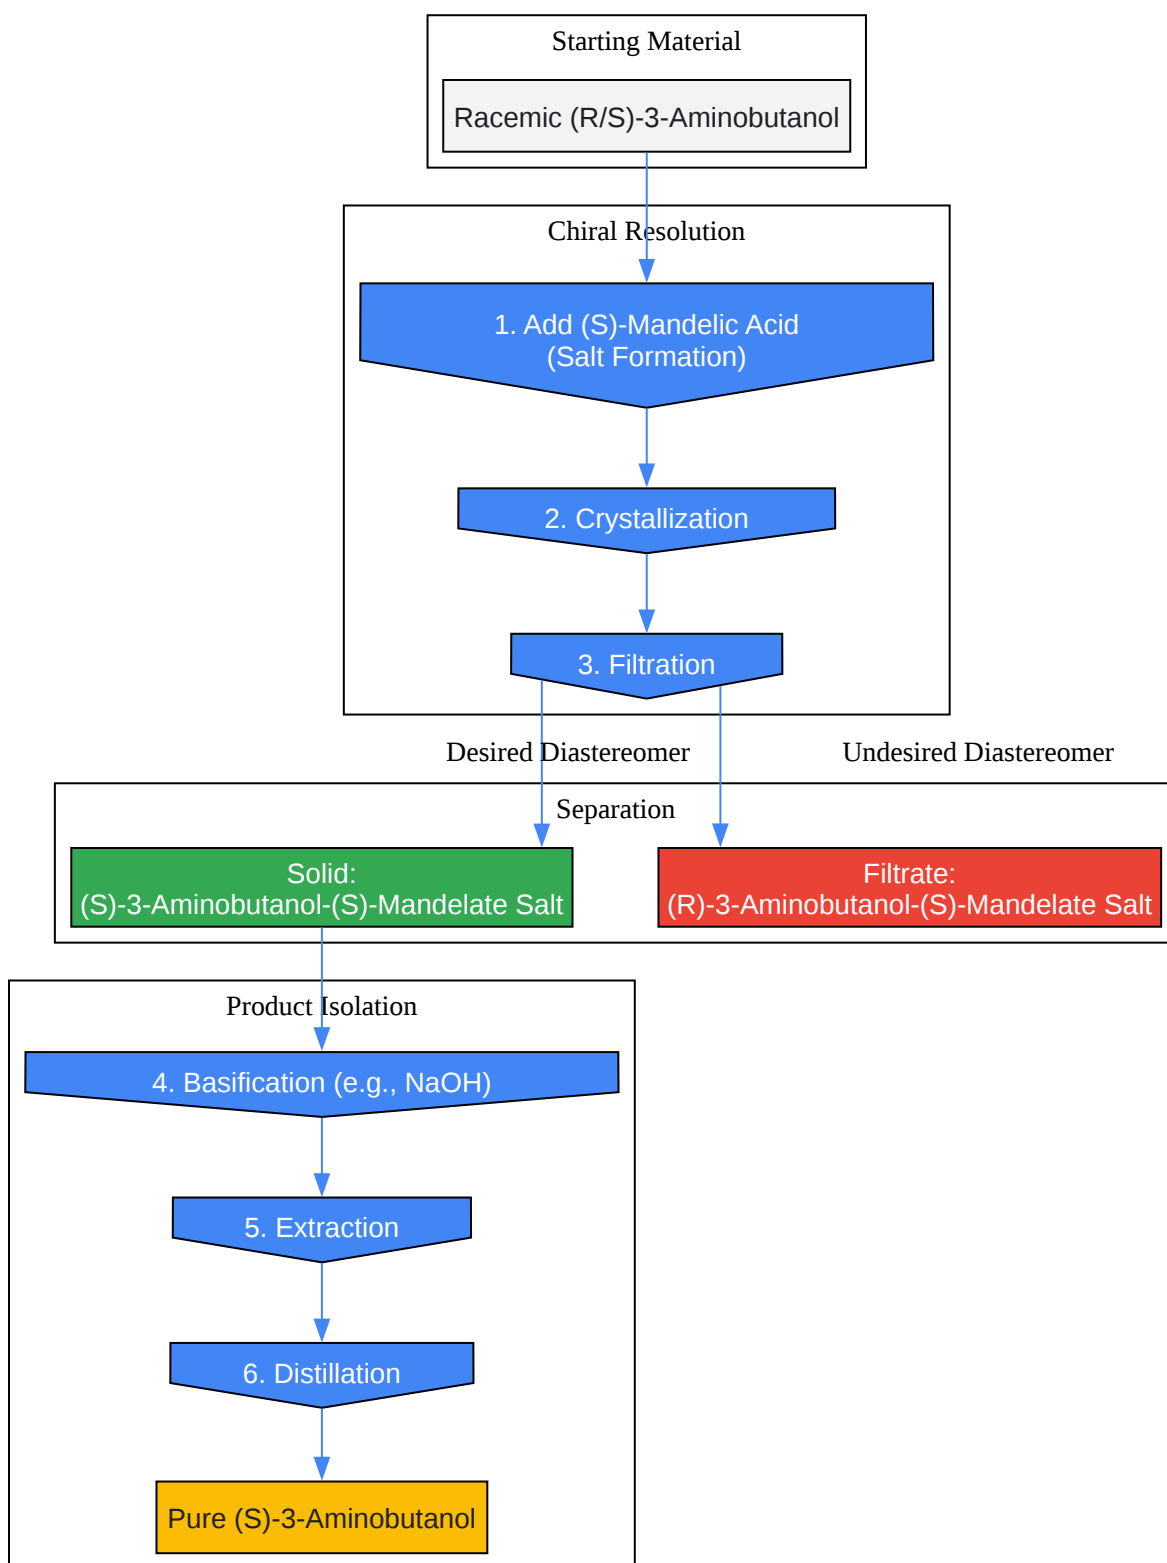 Starting Material
Racemic (R/S)-3-Aminobutanol
Chiral Resolution
1. Add (S)-Mandelic Acid
(Salt Formation)
2. Crystallization
3. Filtration
Desired Diastereomer
Undesired Diastereomer
Separation
Solid:
(S)-3-Aminobutanol-(S)-Mandelate Salt
Filtrate:
(R)-3-Aminobutanol-(S)-Mandelate Salt
Product Isolation
4. Basification (e.g., NaOH)
5. Extraction
6. Distillation
Pure (S)-3-Aminobutanol